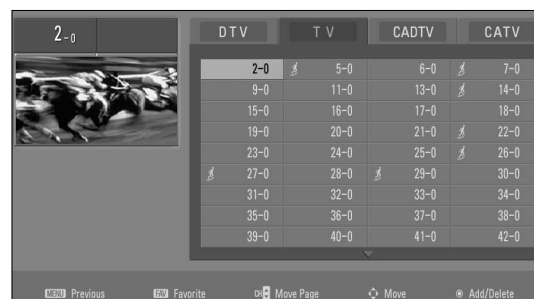 2-0
DTV TV CADTV CATV
2-0 5-0 6-0 7-0
9-0 11-0 13-0 14-0
15-0 16-0 17-0 18-0
19-0 20-0 21-0 22-0
23-0 24-0 25-0 26-0
27-0 28-0 29-0 30-0
31-0 32-0 33-0 34-0
35-0 36-0 37-0 38-0
39-0 40-0 41-0 42-0
MENU Previous FAV Favorite CH Move Page Move Add/Delete